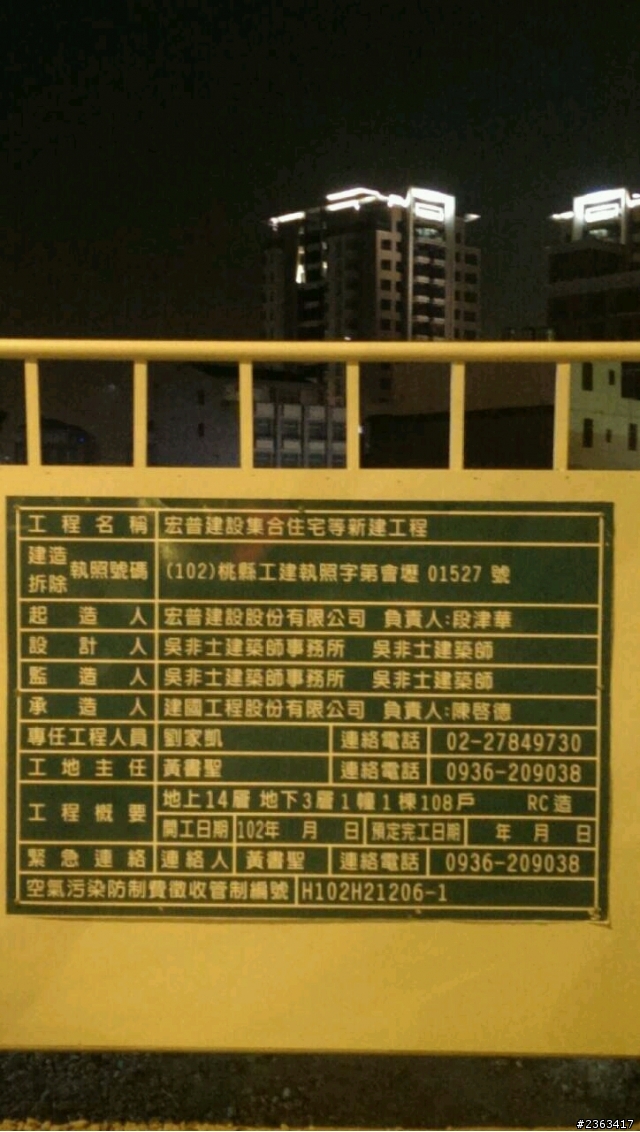 工程名稱 宏普建設集合住宅等新建工程
建造
拆除 執照號碼 (102)桃縣工建執照字第會壢 01527 號
起造人 宏普建設股份有限公司 負責人:段津華
設計人 吳非士建築師事務所 吳非士建築師
監造人 吳非士建築師事務所 吳非士建築師
承造人 建國工程股份有限公司 負責人:陳啓德
專任工程人員 劉家凱 連絡電話 02-27849730
工地主任 黃書聖 連絡電話 0936-209038
工程概要 地上14層 地下3層1幢1棟108戶 RC造
開工日期 102年 月 日 預定完工日期 年 月 日
緊急連絡 連絡人 黃書聖 連絡電話 0936-209038
空氣污染防制費徵收管制編號 H102H21206-1
#2363417